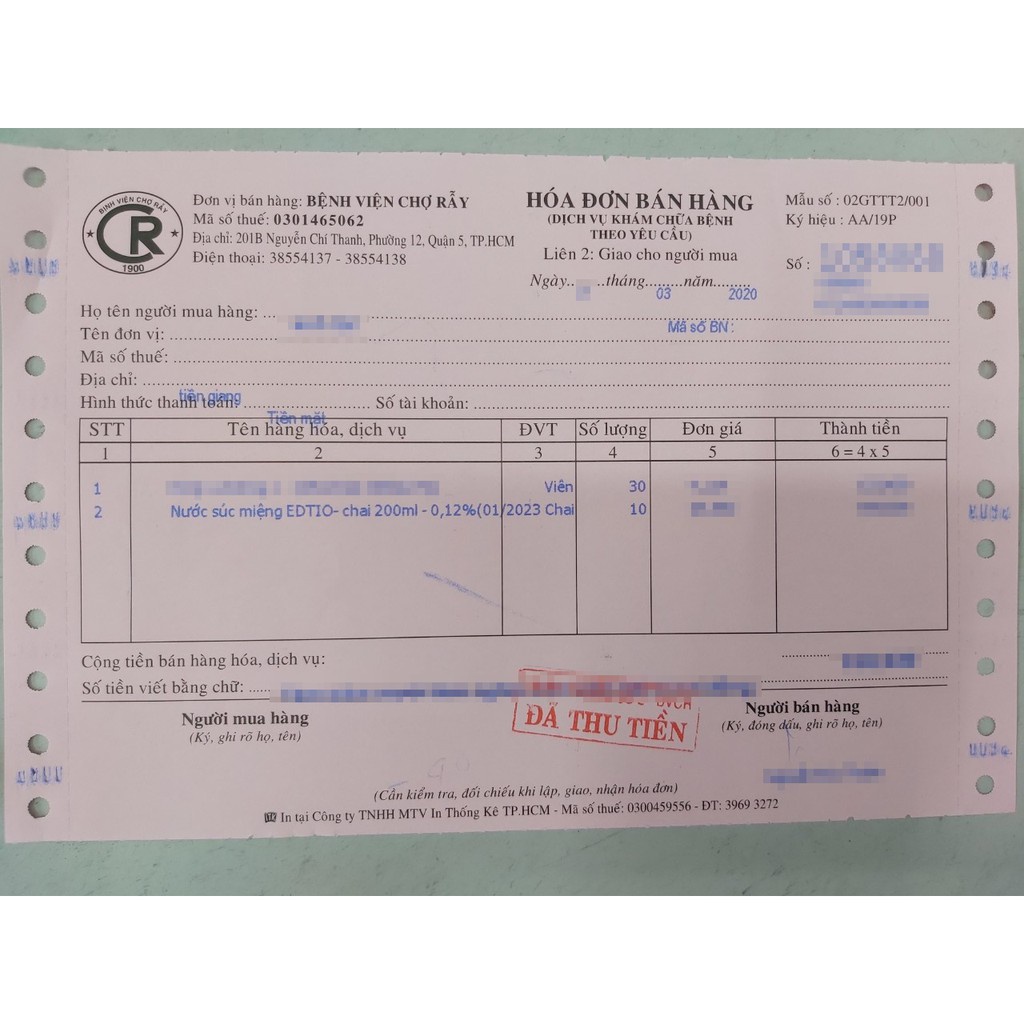 BỆNH VIỆN CHỢ RẪY
CR
1900
Đơn vị bán hàng: BỆNH VIỆN CHỢ RẪY
Mã số thuế: 0301465062
Địa chỉ: 201B Nguyễn Chí Thanh, Phường 12, Quận 5, TP.HCM
Điện thoại: 38554137 - 38554138
HÓA ĐƠN BÁN HÀNG
(DỊCH VỤ KHÁM CHỮA BỆNH
THEO YÊU CẦU)
Liên 2: Giao cho người mua
Ngày.. ..tháng........năm.........
03 2020
Mẫu số : 02GTTT2/001
Ký hiệu : AA/19P
Số :
Họ tên người mua hàng:
Tên đơn vị:
Mã số BN:
Mã số thuế:
Địa chỉ:
tiền giang
Hình thức thanh toán: Số tài khoản:
Tiền mặt
STT Tên hàng hóa, dịch vụ ĐVT Số lượng Đơn giá Thành tiền
1 2 3 4 5 6 = 4 x 5
1 Viên 30
2 Nước súc miệng EDTIO- chai 200ml - 0,12%(01/2023 Chai 10
Cộng tiền bán hàng hóa, dịch vụ:
Số tiền viết bằng chữ:
ĐÃ THU TIỀN
Người mua hàng
(Ký, ghi rõ họ, tên)
Người bán hàng
(Ký, đóng dấu, ghi rõ họ, tên)
(Cần kiểm tra, đối chiếu khi lập, giao, nhận hóa đơn)
In tại Công ty TNHH MTV In Thống Kê TP.HCM - Mã số thuế: 0300459556 - ĐT: 3969 3272